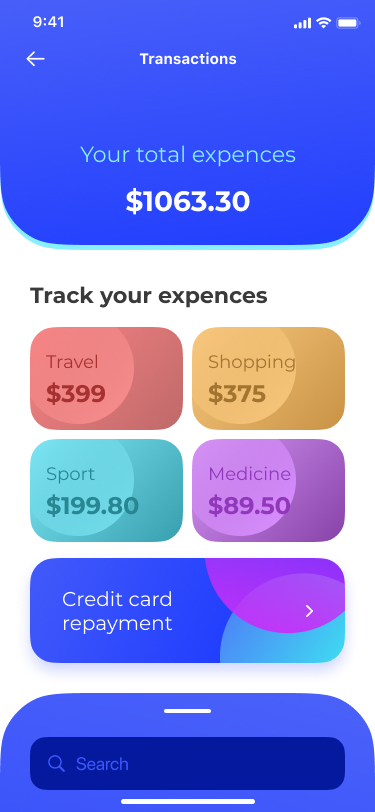 9:41
Transactions
Your total expences
$1063.30
Track your expences
Travel
$399
Shopping
$375
Sport
$199.80
Medicine
$89.50
Credit card
repayment
Search